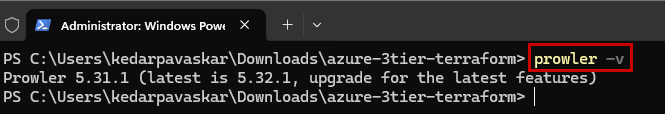 Administrator: Windows Powe
PS C:\Users\kedarpavaskar\Downloads\azure-3tier-terraform> prowler -v
Prowler 5.31.1 (latest is 5.32.1, upgrade for the latest features)
PS C:\Users\kedarpavaskar\Downloads\azure-3tier-terraform>